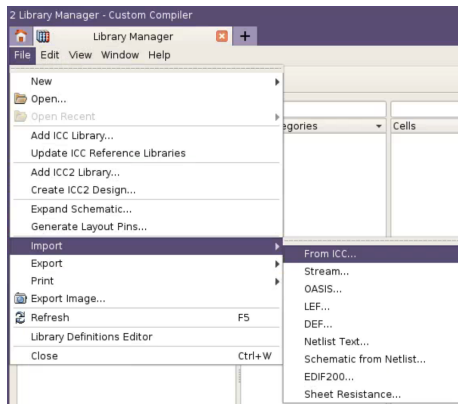 2 Library Manager - Custom Compiler
Library Manager
File Edit View Window Help
New
Open...
Open Recent
egories Cells
Add ICC Library...
Update ICC Reference Libraries
Add ICC2 Library...
Create ICC2 Design...
Expand Schematic...
Generate Layout Pins...
Import
From ICC...
Export
Stream...
Print
OASIS...
Export Image...
LEF...
Refresh F5
DEF...
Library Definitions Editor
Netlist Text...
Close Ctrl+W
Schematic from Netlist...
EDIF200...
Sheet Resistance...